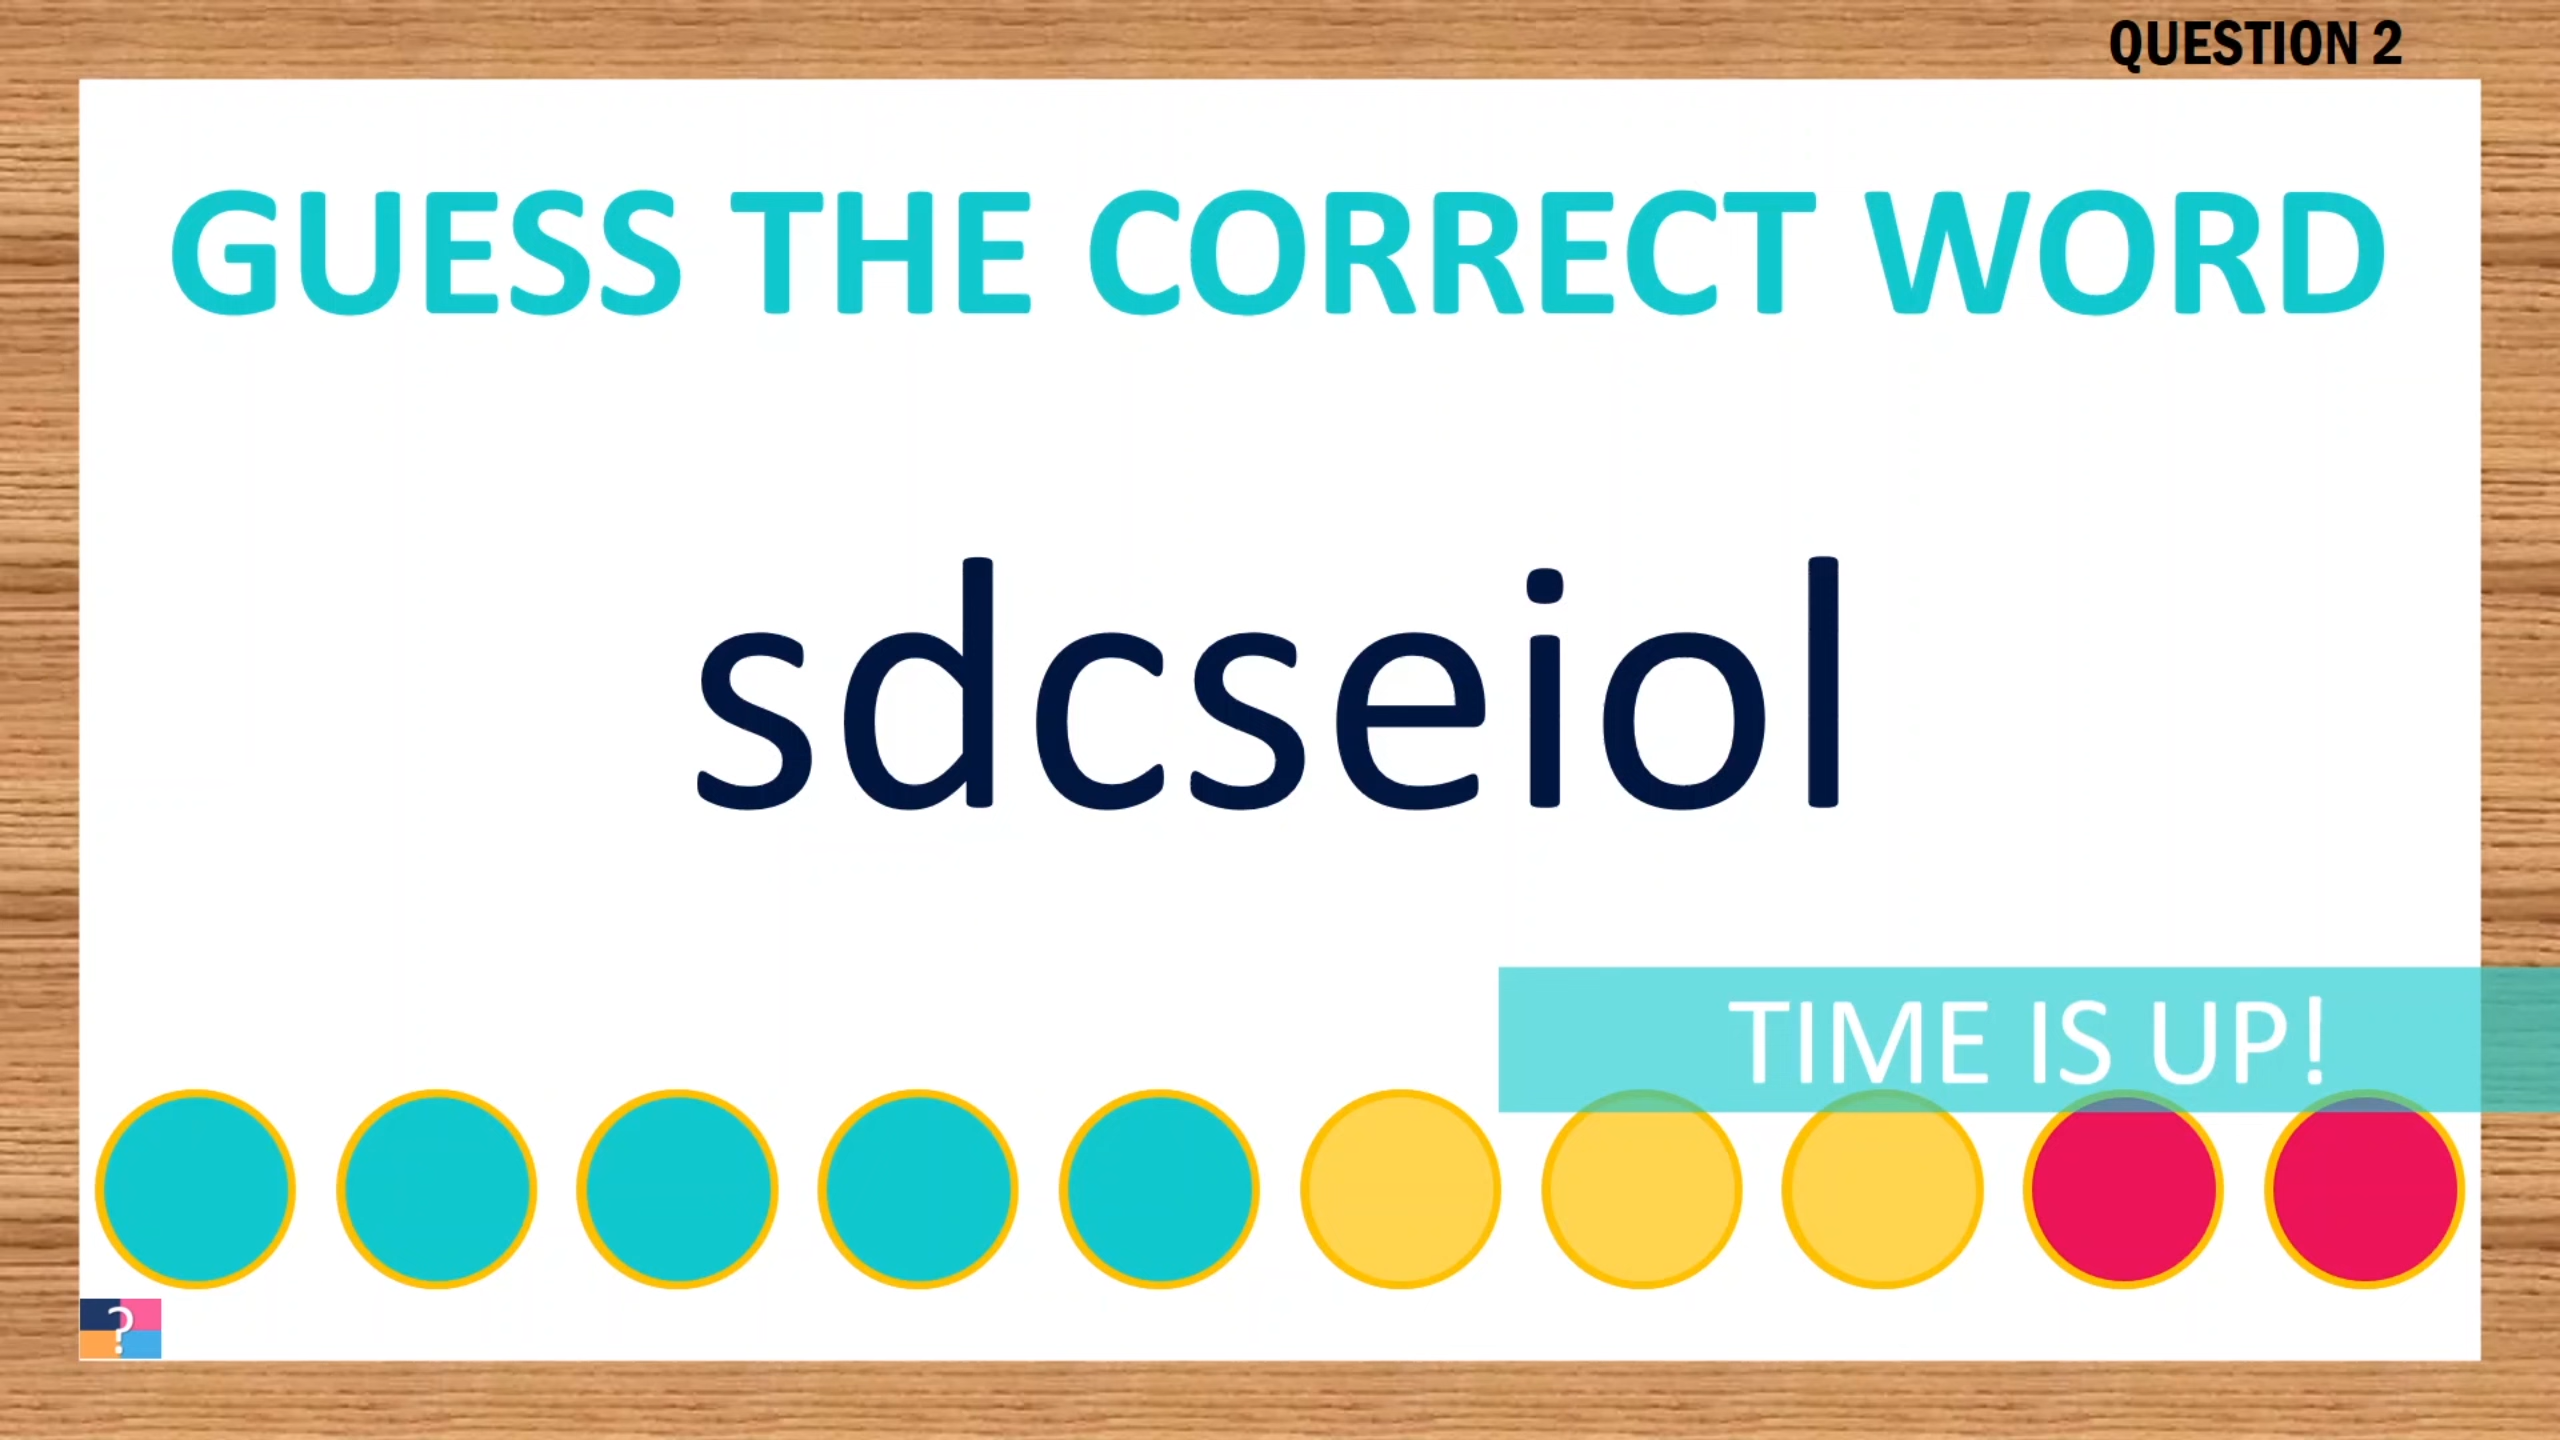 QUESTION 2
GUESS THE CORRECT WORD
sdcseiol
TIME IS UP!
?